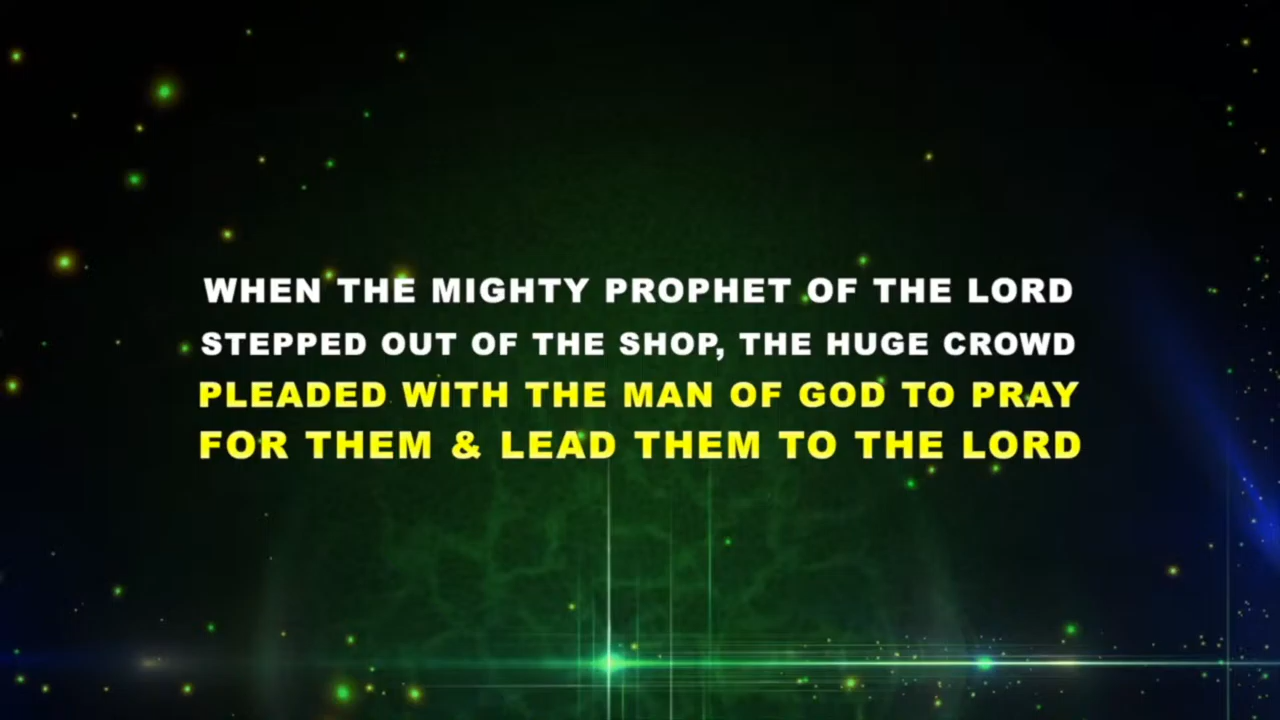 WHEN THE MIGHTY PROPHET OF THE LORD
STEPPED OUT OF THE SHOP, THE HUGE CROWD
PLEADED WITH THE MAN OF GOD TO PRAY
FOR THEM & LEAD THEM TO THE LORD